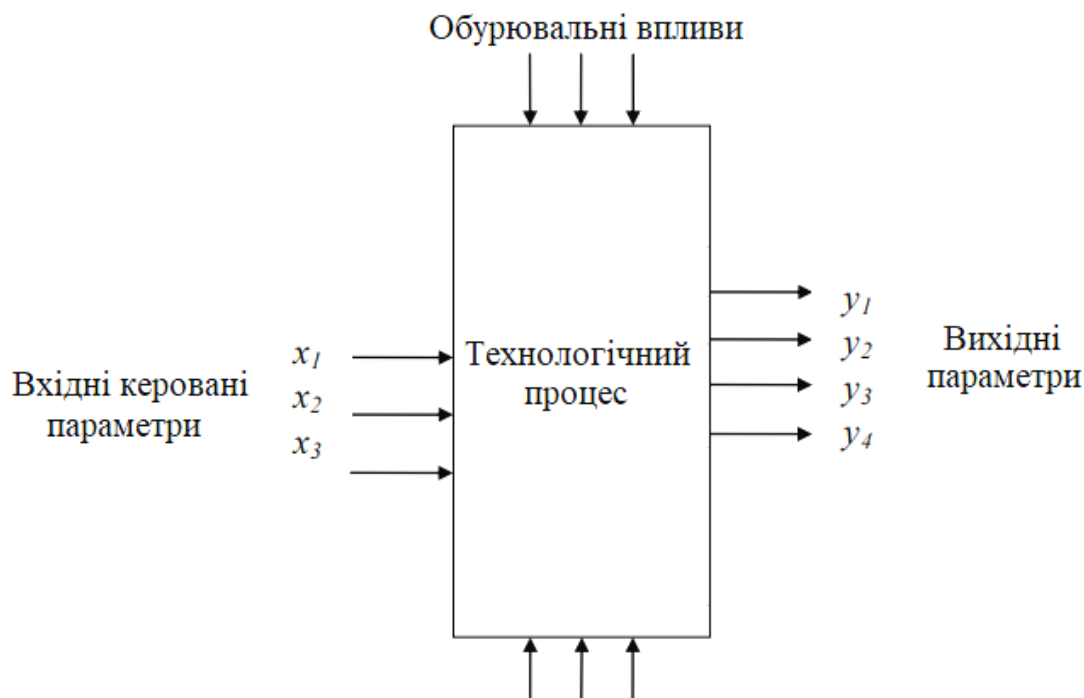 Обурювальні впливи
Вхідні керовані
параметри
x1
x2
x3
Технологічний
процес
y1
y2
y3
y4
Вихідні
параметри